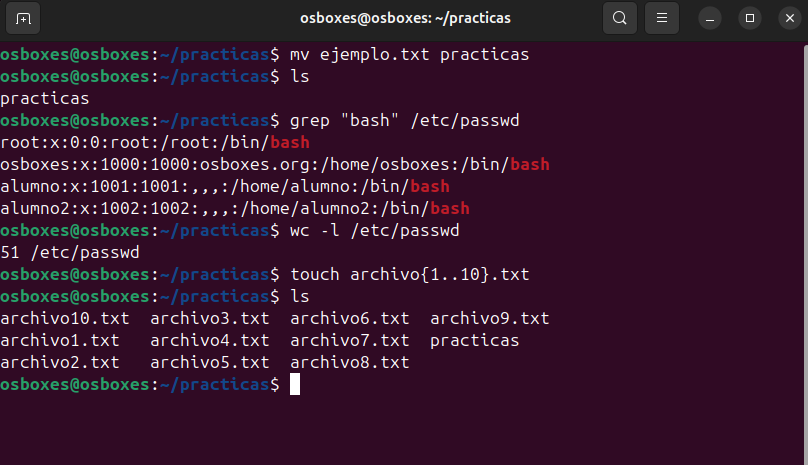 osboxes@osboxes: ~/practicas
osboxes@osboxes:~/practicas$ mv ejemplo.txt practicas
osboxes@osboxes:~/practicas$ ls
practicas
osboxes@osboxes:~/practicas$ grep "bash" /etc/passwd
root:x:0:0:root:/root:/bin/bash
osboxes:x:1000:1000:osboxes.org:/home/osboxes:/bin/bash
alumno:x:1001:1001:,,,:/home/alumno:/bin/bash
alumno2:x:1002:1002:,,,:/home/alumno2:/bin/bash
osboxes@osboxes:~/practicas$ wc -l /etc/passwd
51 /etc/passwd
osboxes@osboxes:~/practicas$ touch archivo{1..10}.txt
osboxes@osboxes:~/practicas$ ls
archivo10.txt  archivo3.txt  archivo6.txt  archivo9.txt
archivo1.txt   archivo4.txt  archivo7.txt  practicas
archivo2.txt   archivo5.txt  archivo8.txt
osboxes@osboxes:~/practicas$